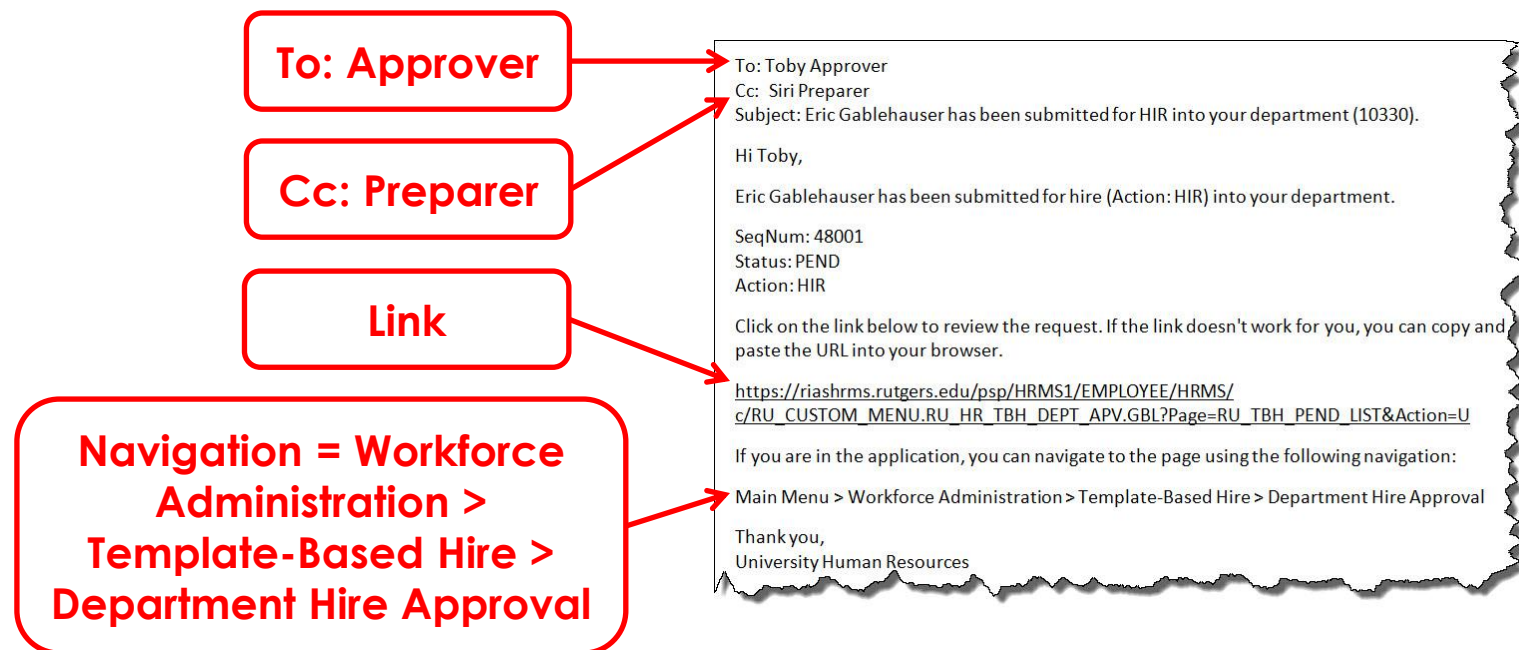 To: Approver
Cc: Preparer
Link
Navigation = Workforce
Administration >
Template-Based Hire >
Department Hire Approval
To: Toby Approver
Cc: Siri Preparer
Subject: Eric Gablehauser has been submitted for HIR into your department (10330).
Hi Toby,
Eric Gablehauser has been submitted for hire (Action: HIR) into your department.
SeqNum: 48001
Status: PEND
Action: HIR
Click on the link below to review the request. If the link doesn't work for you, you can copy and
paste the URL into your browser.
https://riashrms.rutgers.edu/psp/HRMS1/EMPLOYEE/HRMS/
c/RU_CUSTOM_MENU.RU_HR_TBH_DEPT_APV.GBL?Page=RU_TBH_PEND_LIST&Action=U
If you are in the application, you can navigate to the page using the following navigation:
Main Menu > Workforce Administration > Template-Based Hire > Department Hire Approval
Thank you,
University Human Resources